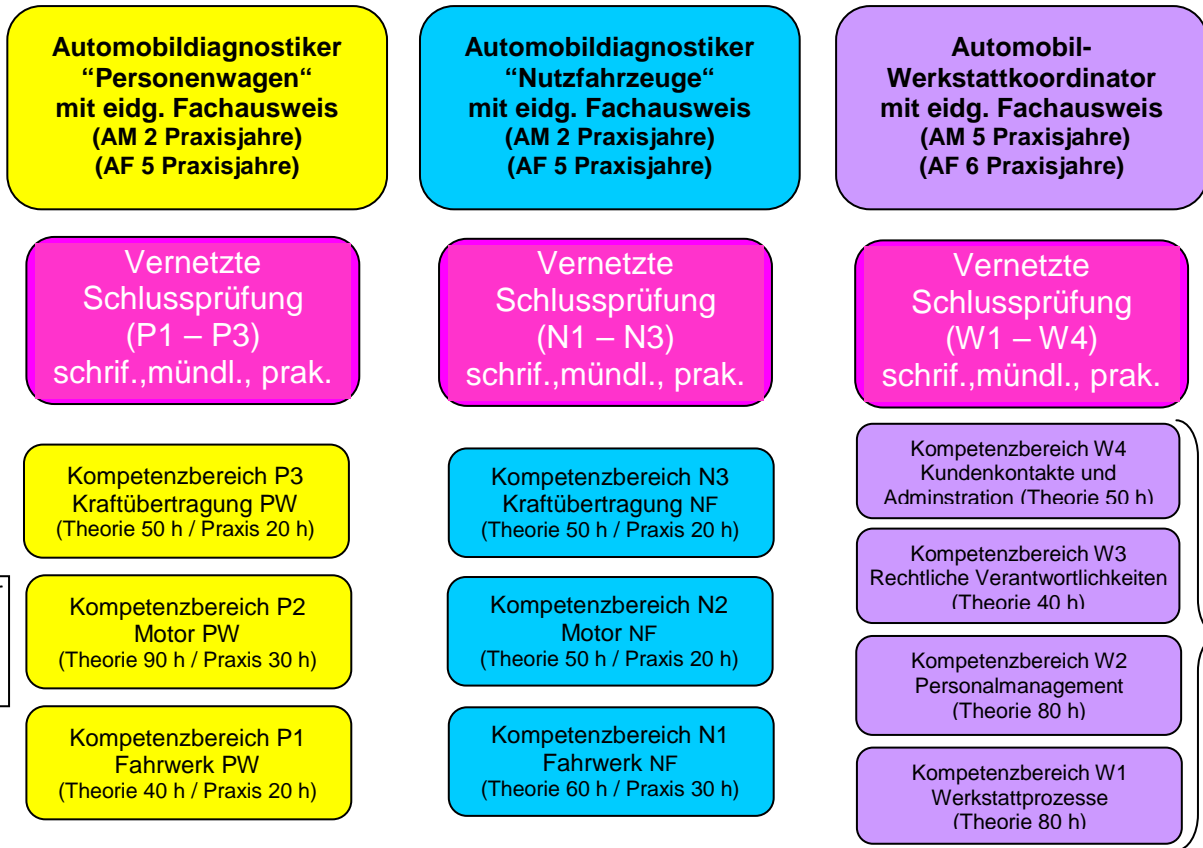 Automobildiagnostiker
“Personenwagen“
mit eidg. Fachausweis
(AM 2 Praxisjahre)
(AF 5 Praxisjahre)
Automobildiagnostiker
“Nutzfahrzeuge“
mit eidg. Fachausweis
(AM 2 Praxisjahre)
(AF 5 Praxisjahre)
Automobil-
Werkstattkoordinator
mit eidg. Fachausweis
(AM 5 Praxisjahre)
(AF 6 Praxisjahre)
Vernetzte
Schlussprüfung
(P1 – P3)
schrif.,mündl., prak.
Vernetzte
Schlussprüfung
(N1 – N3)
schrif.,mündl., prak.
Vernetzte
Schlussprüfung
(W1 – W4)
schrif.,mündl., prak.
Kompetenzbereich P3
Kraftübertragung PW
(Theorie 50 h / Praxis 20 h)
Kompetenzbereich P2
Motor PW
(Theorie 90 h / Praxis 30 h)
Kompetenzbereich P1
Fahrwerk PW
(Theorie 40 h / Praxis 20 h)
Kompetenzbereich N3
Kraftübertragung NF
(Theorie 50 h / Praxis 20 h)
Kompetenzbereich N2
Motor NF
(Theorie 50 h / Praxis 20 h)
Kompetenzbereich N1
Fahrwerk NF
(Theorie 60 h / Praxis 30 h)
Kompetenzbereich W4
Kundenkontakte und
Adminstration (Theorie 50 h)
Kompetenzbereich W3
Rechtliche Verantwortlichkeiten
(Theorie 40 h)
Kompetenzbereich W2
Personalmanagement
(Theorie 80 h)
Kompetenzbereich W1
Werkstattprozesse
(Theorie 80 h)